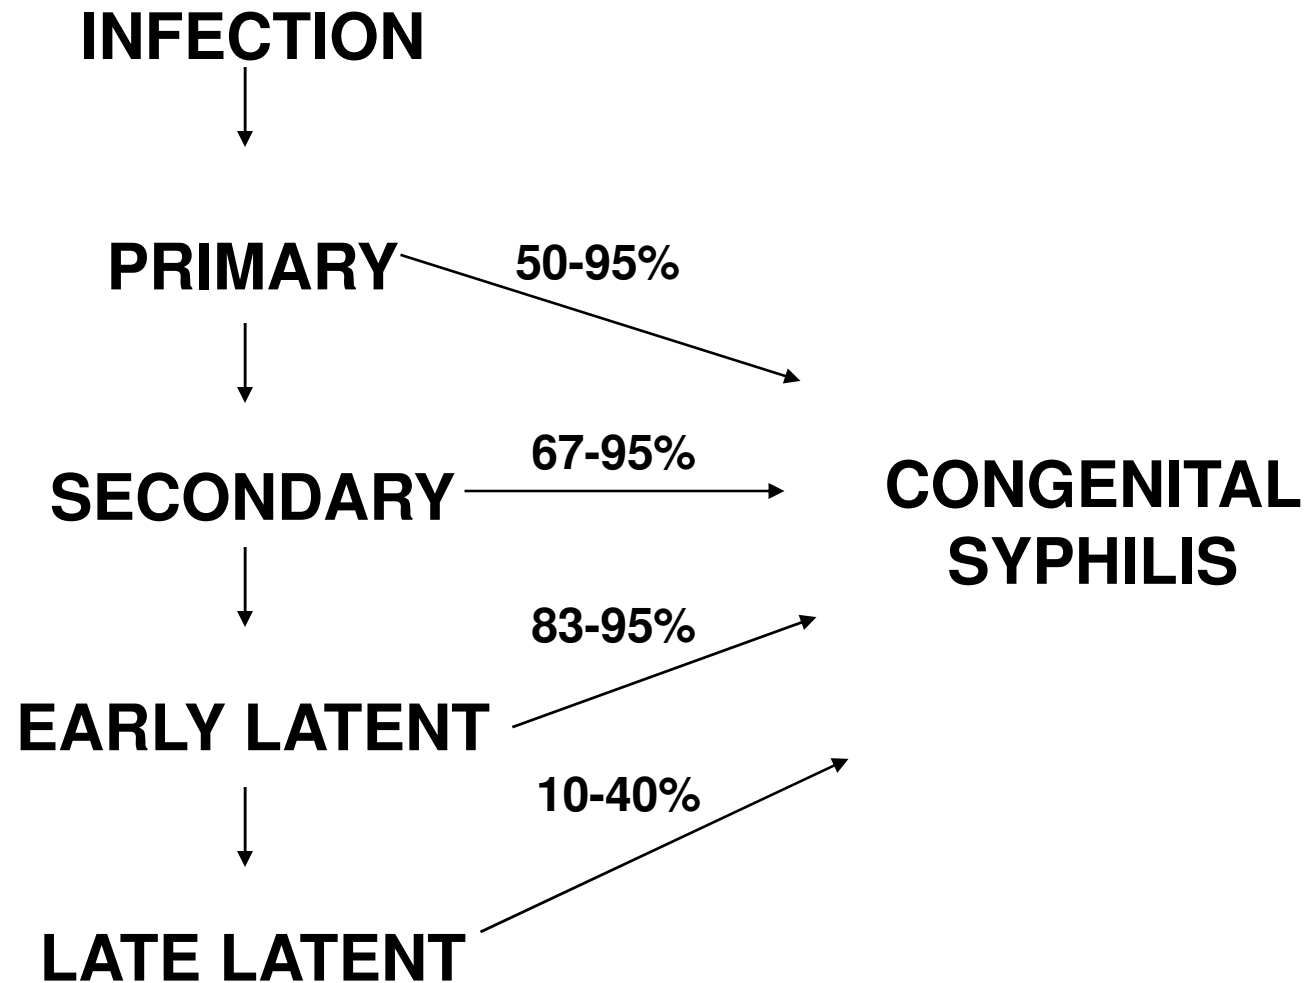 INFECTION
PRIMARY
50-95%
SECONDARY
67-95%
CONGENITAL
SYPHILIS
83-95%
EARLY LATENT
10-40%
LATE LATENT